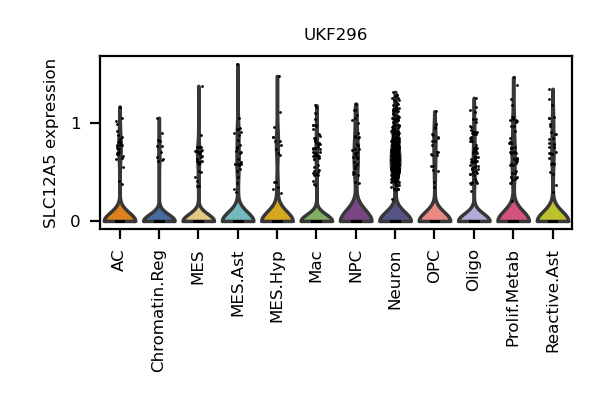 UKF296
SLC12A5 expression
1
0
AC
Chromatin.Reg
MES
MES.Ast
MES.Hyp
Mac
NPC
Neuron
OPC
Oligo
Prolif.Metab
Reactive.Ast